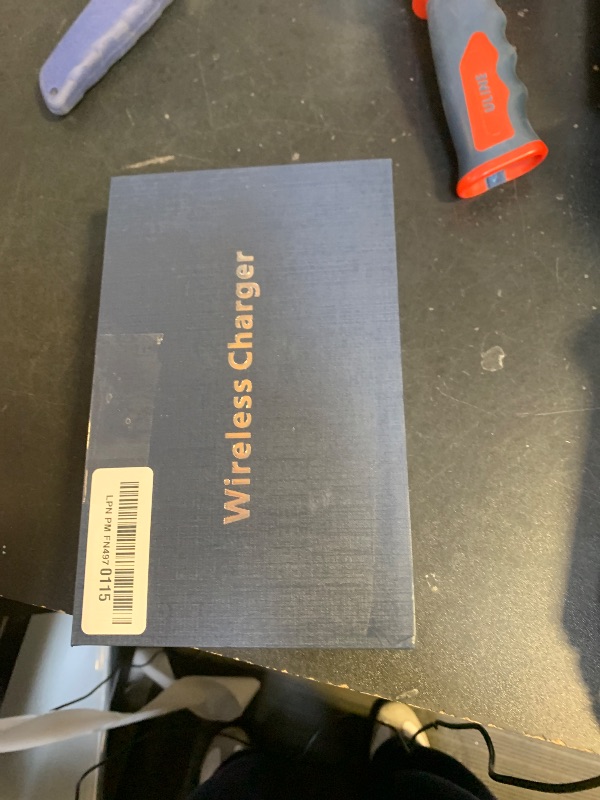 Wireless Charger
LPN PM FN497 0115